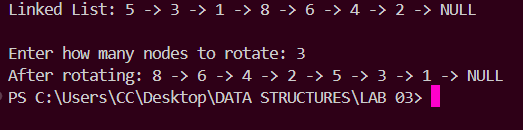 Linked List: 5 -> 3 -> 1 -> 8 -> 6 -> 4 -> 2 -> NULL
Enter how many nodes to rotate: 3
After rotating: 8 -> 6 -> 4 -> 2 -> 5 -> 3 -> 1 -> NULL
PS C:\Users\CC\Desktop\DATA STRUCTURES\LAB 03>